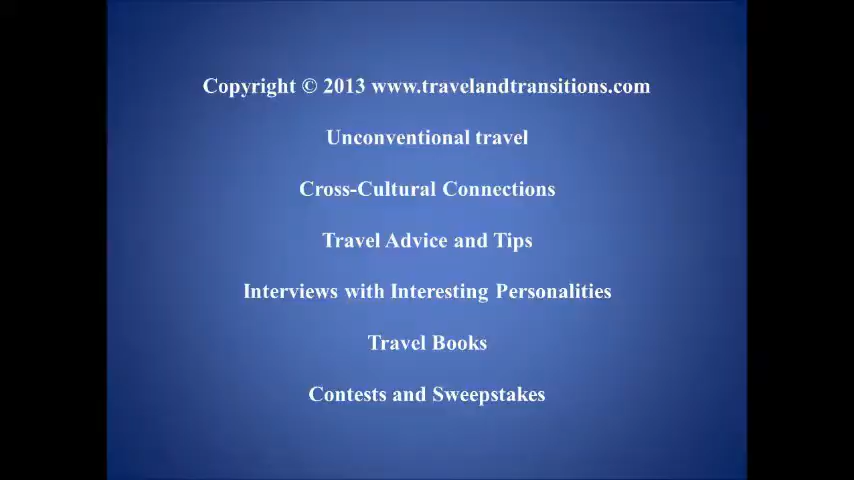 Copyright © 2013 www.travelandtransitions.com
Unconventional travel
Cross-Cultural Connections
Travel Advice and Tips
Interviews with Interesting Personalities
Travel Books
Contests and Sweepstakes